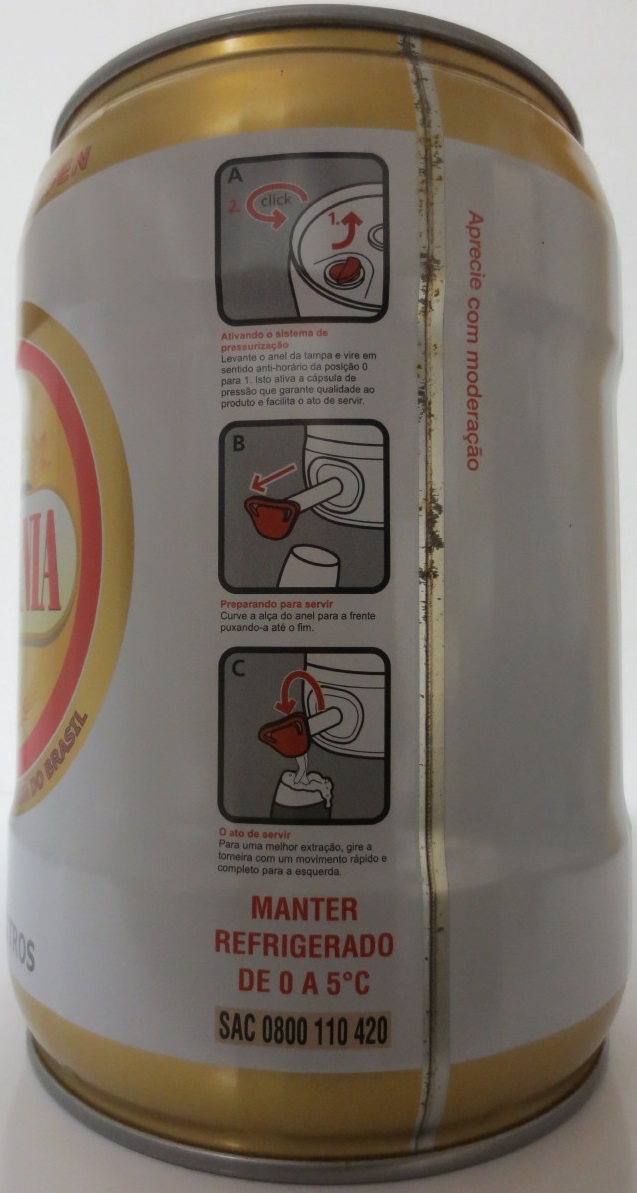 A
2. click
1.
Ativando o sistema de
pressurização
Levante o anel da tampa e vire em
sentido anti-horário da posição 0
para 1. Isto ativa a cápsula de
pressão que garante qualidade ao
produto e facilita o ato de servir.
B
Preparando para servir
Curve a alça do anel para a frente
puxando-a até o fim.
C
O ato de servir
Para uma melhor extração, gire a
torneira com um movimento rápido e
completo para a esquerda.
MANTER
REFRIGERADO
DE 0 A 5°C
SAC 0800 110 420
Aprecie com moderação
DO BRASIL